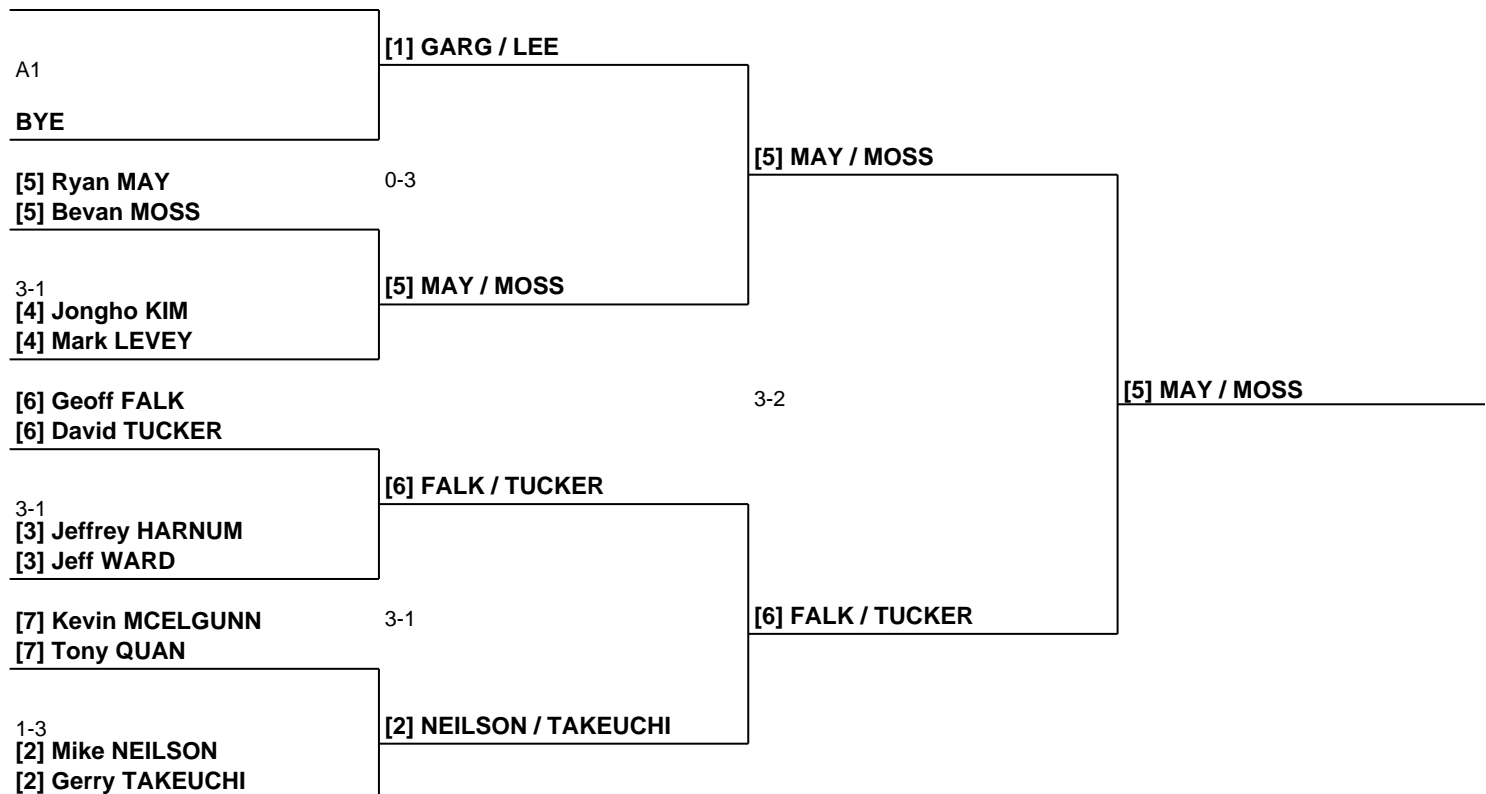 [1] GARG / LEE
A1
BYE
[5] MAY / MOSS
[5] Ryan MAY
0-3
[5] Bevan MOSS
3-1
[5] MAY / MOSS
[4] Jongho KIM
[4] Mark LEVEY
[6] Geoff FALK
3-2
[5] MAY / MOSS
[6] David TUCKER
[6] FALK / TUCKER
3-1
[3] Jeffrey HARNUM
[3] Jeff WARD
[7] Kevin MCELGUNN
3-1
[6] FALK / TUCKER
[7] Tony QUAN
1-3
[2] NEILSON / TAKEUCHI
[2] Mike NEILSON
[2] Gerry TAKEUCHI